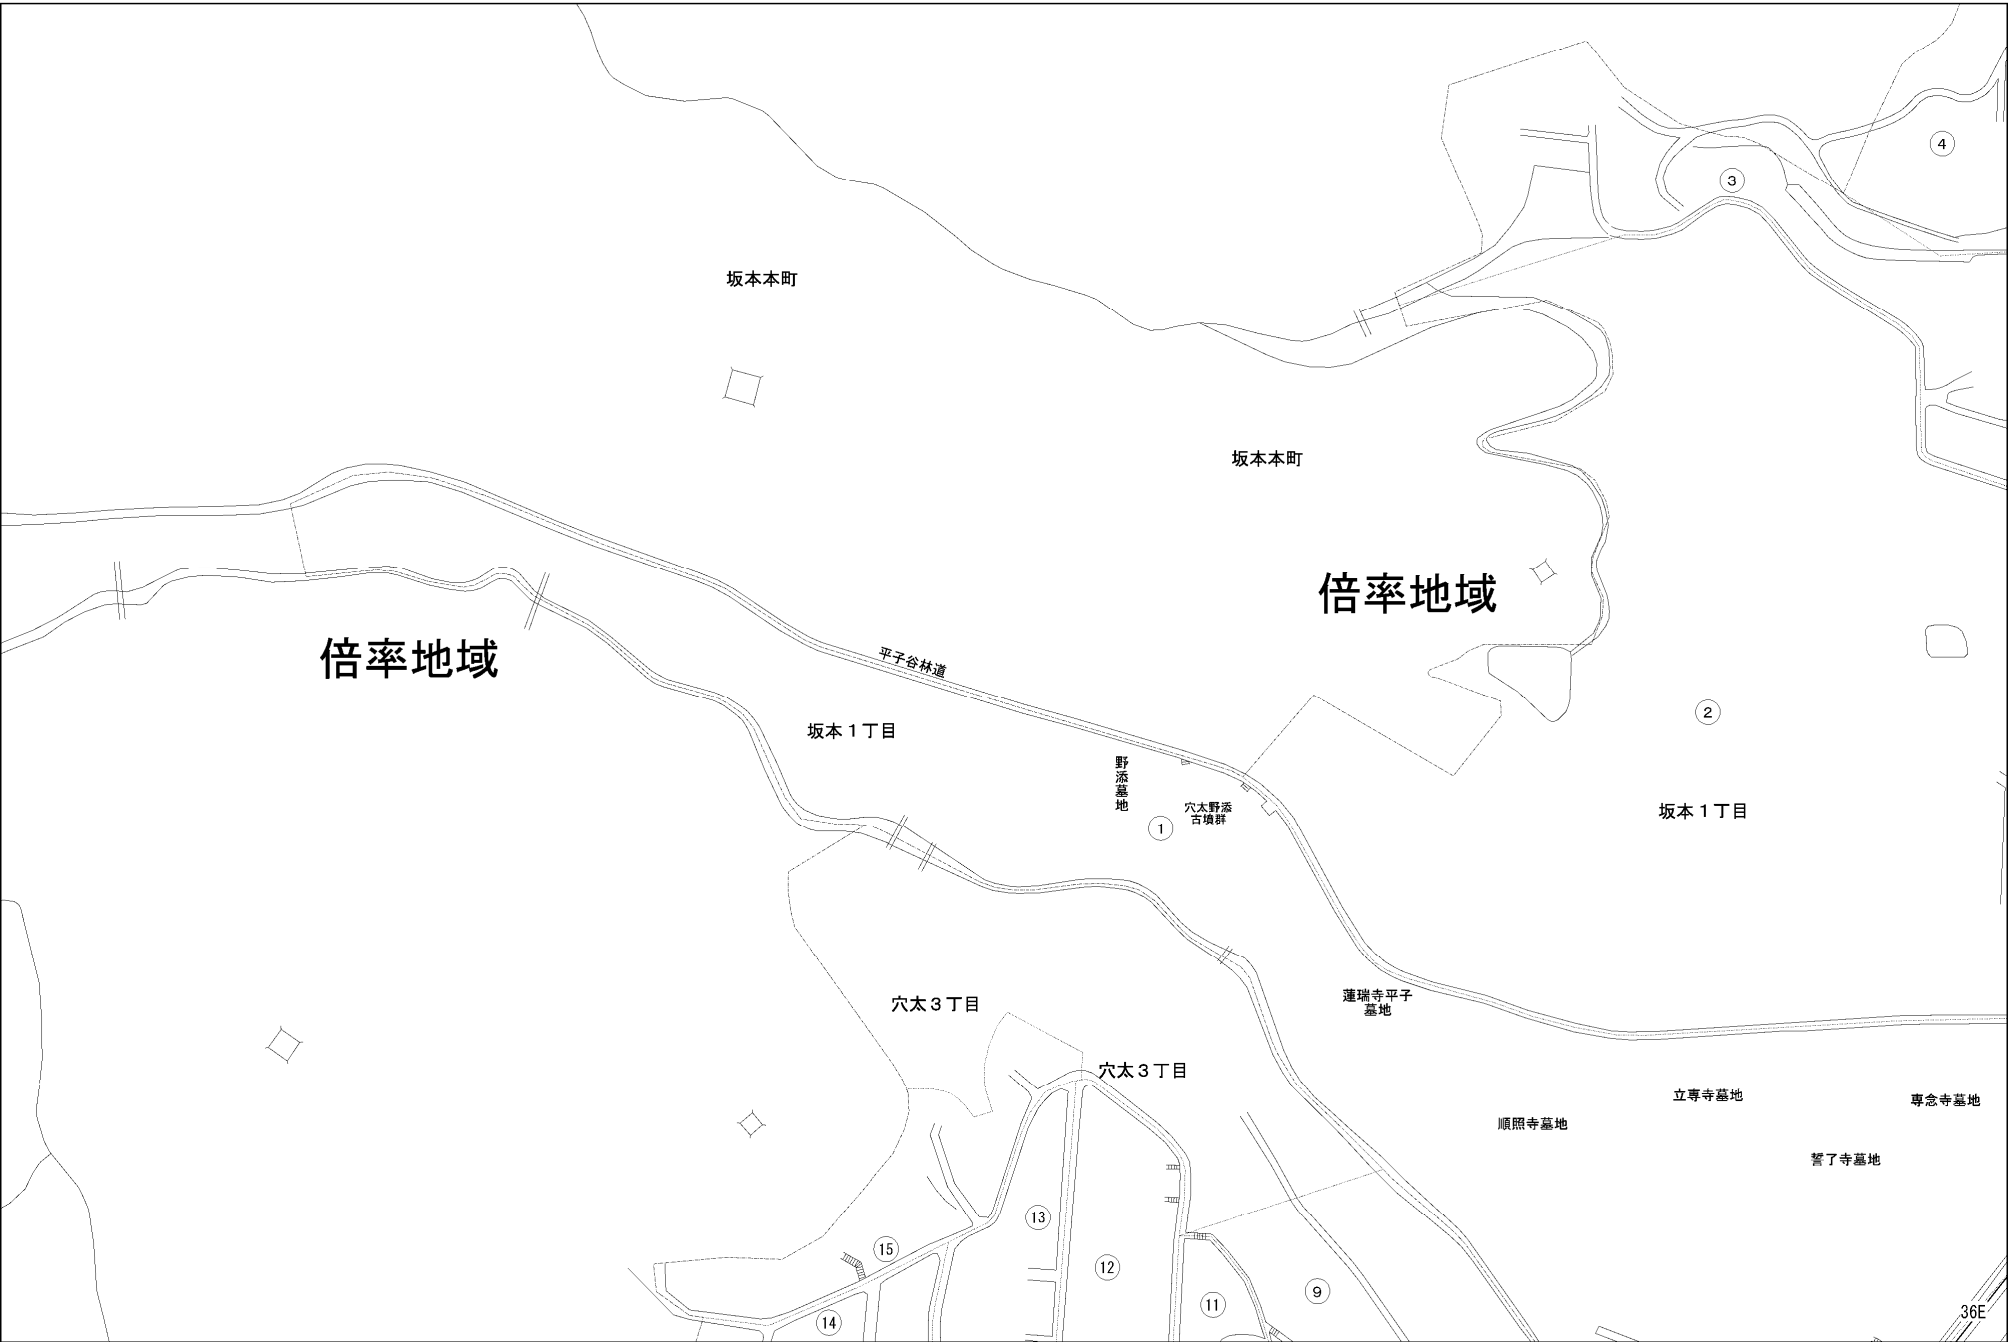 ④
③
坂本本町
坂本本町
倍率地域
倍率地域
平子谷林道
②
坂本１丁目
野添墓地
穴太野添
古墳群
坂本１丁目
①
蓮瑞寺平子
墓地
穴太３丁目
穴太３丁目
立専寺墓地
専念寺墓地
順照寺墓地
誓了寺墓地
⑬
⑮
⑫
⑨
⑪
⑭
36E